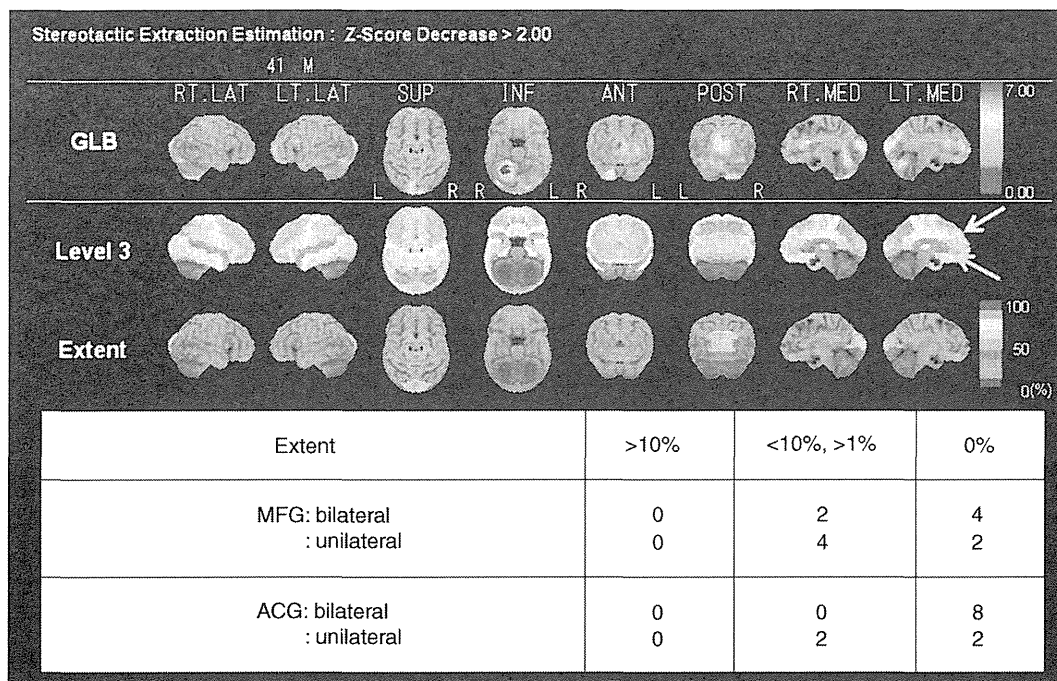 Stereotactic Extraction Estimation : Z-Score Decrease > 2.00
41 M
RT.LAT LT.LAT SUP INF ANT POST RT.MED LT.MED 7.00
GLB
L R R L R L L R 0.00
Level 3
100
Extent 50
0(%)
Extent >10% <10%, >1% 0%
MFG: bilateral 0 2 4
: unilateral 0 4 2
ACG: bilateral 0 0 8
: unilateral 0 2 2